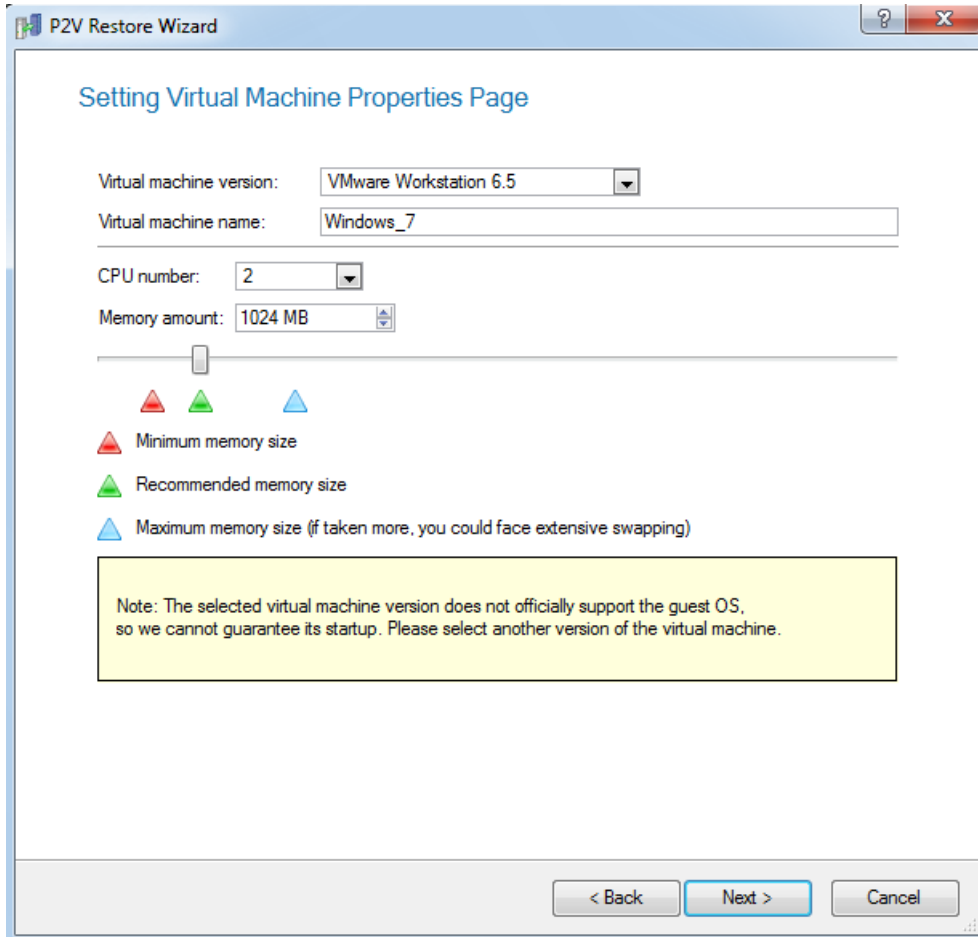 P2V Restore Wizard
Setting Virtual Machine Properties Page
Virtual machine version: VMware Workstation 6.5
Virtual machine name: Windows_7
CPU number: 2
Memory amount: 1024 MB
Minimum memory size
Recommended memory size
Maximum memory size (if taken more, you could face extensive swapping)
Note: The selected virtual machine version does not officially support the guest OS,
so we cannot guarantee its startup. Please select another version of the virtual machine.
< Back Next > Cancel